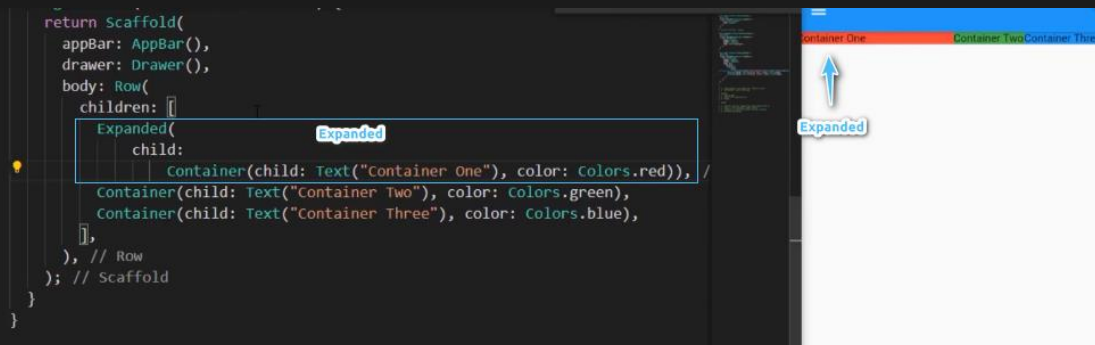 return Scaffold(
appBar: AppBar(),
drawer: Drawer(),
body: Row(
children: [
Expanded(
Expanded
child:
Container(child: Text("Container One"), color: Colors.red)), /
Container(child: Text("Container Two"), color: Colors.green),
Container(child: Text("Container Three"), color: Colors.blue),
],
), // Row
); // Scaffold
}
}
Container One Container Two Container Thre
Expanded